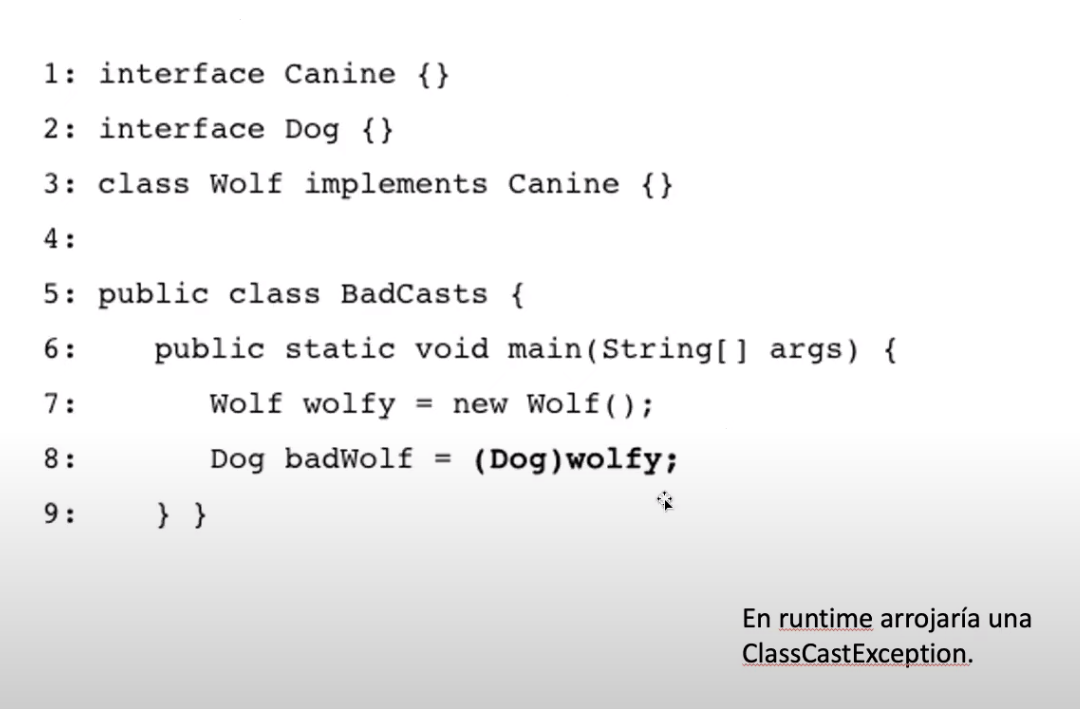 1: interface Canine {}
2: interface Dog {}
3: class Wolf implements Canine {}
4:
5: public class BadCasts {
6:    public static void main(String[] args) {
7:       Wolf wolfy = new Wolf();
8:       Dog badWolf = (Dog)wolfy;
9:    } }
En runtime arrojaría una
ClassCastException.